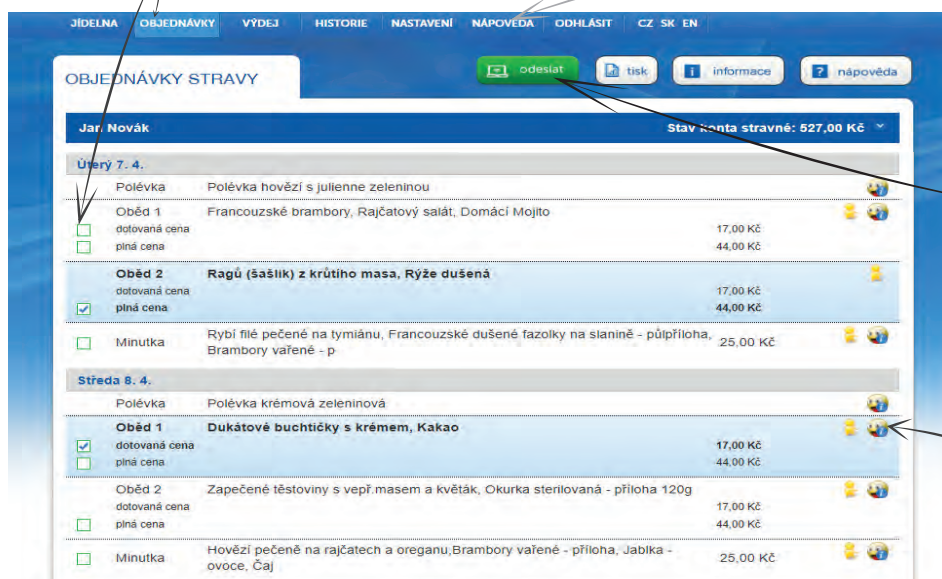 JÍDELNA OBJEDNÁVKY VÝDEJ HISTORIE NASTAVENÍ NÁPOVĚDA ODHLÁSIT CZ SK EN
OBJEDNÁVKY STRAVY odeslat tisk informace nápověda
Jan Novák Stav konta stravné: 527,00 Kč
Úterý 7. 4.
Polévka Polévka hovězí s julienne zeleninou
Oběd 1 Francouzské brambory, Rajčatový salát, Domácí Mojito
dotovaná cena 17,00 Kč
plná cena 44,00 Kč
Oběd 2 Ragů (šašlik) z krůtího masa, Rýže dušená
dotovaná cena 17,00 Kč
plná cena 44,00 Kč
Minutka Rybí filé pečené na tymiánu, Francouzské dušené fazolky na slanině - půlpříloha, 25,00 Kč
Brambory vařené - p
Středa 8. 4.
Polévka Polévka krémová zeleninová
Oběd 1 Dukátové buchtičky s krémem, Kakao
dotovaná cena 17,00 Kč
plná cena 44,00 Kč
Oběd 2 Zapečené těstoviny s vepř.masem a květák, Okurka sterilovaná - příloha 120g
dotovaná cena 17,00 Kč
plná cena 44,00 Kč
Minutka Hovězí pečeně na rajčatech a oreganu,Brambory vařené - příloha, Jablka - 25,00 Kč
ovoce, Čaj